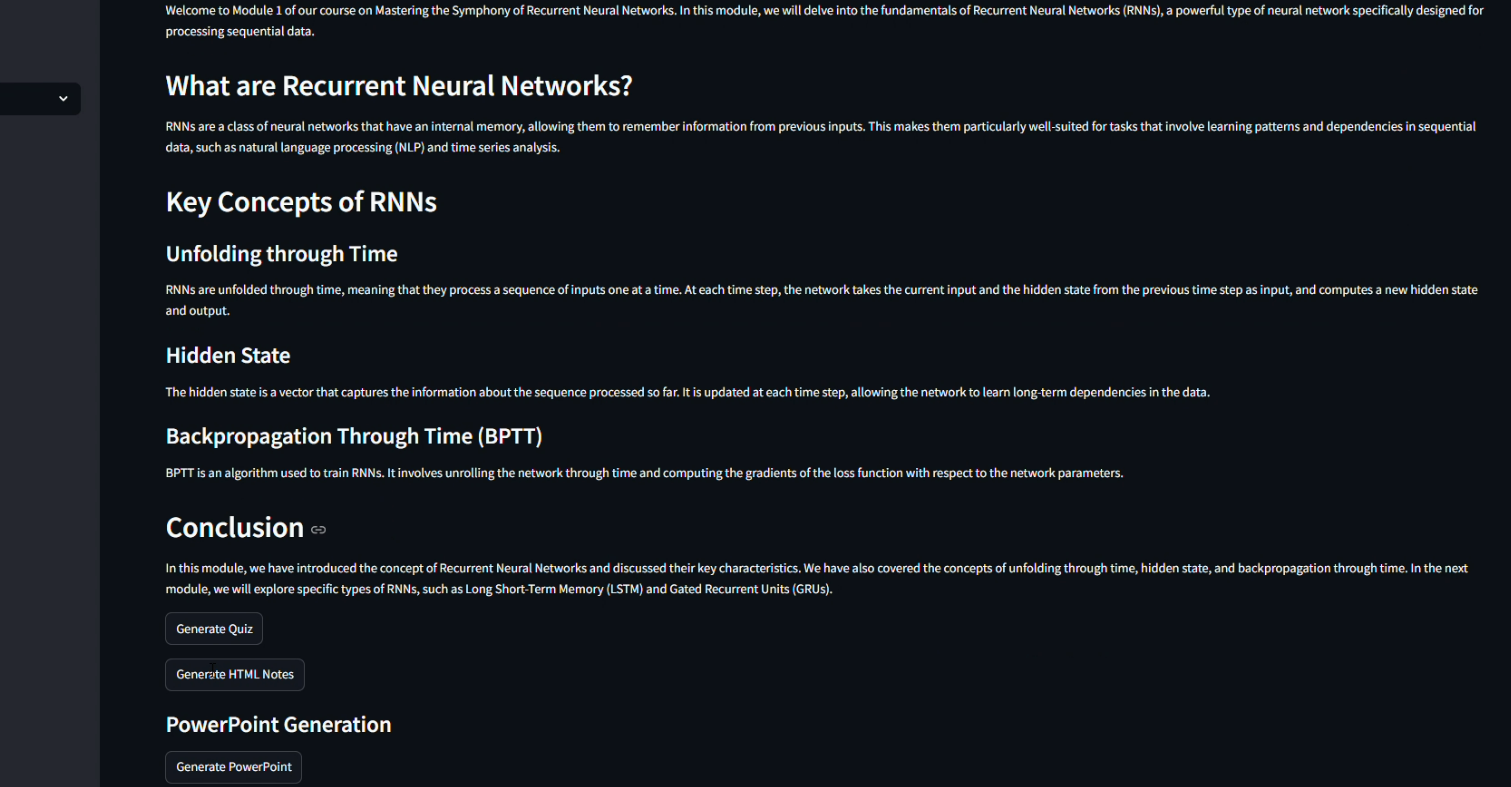 Welcome to Module 1 of our course on Mastering the Symphony of Recurrent Neural Networks. In this module, we will delve into the fundamentals of Recurrent Neural Networks (RNNs), a powerful type of neural network specifically designed for
processing sequential data.
What are Recurrent Neural Networks?
RNNs are a class of neural networks that have an internal memory, allowing them to remember information from previous inputs. This makes them particularly well-suited for tasks that involve learning patterns and dependencies in sequential
data, such as natural language processing (NLP) and time series analysis.
Key Concepts of RNNs
Unfolding through Time
RNNs are unfolded through time, meaning that they process a sequence of inputs one at a time. At each time step, the network takes the current input and the hidden state from the previous time step as input, and computes a new hidden state
and output.
Hidden State
The hidden state is a vector that captures the information about the sequence processed so far. It is updated at each time step, allowing the network to learn long-term dependencies in the data.
Backpropagation Through Time (BPTT)
BPTT is an algorithm used to train RNNs. It involves unrolling the network through time and computing the gradients of the loss function with respect to the network parameters.
Conclusion
In this module, we have introduced the concept of Recurrent Neural Networks and discussed their key characteristics. We have also covered the concepts of unfolding through time, hidden state, and backpropagation through time. In the next
module, we will explore specific types of RNNs, such as Long Short-Term Memory (LSTM) and Gated Recurrent Units (GRUs).
Generate Quiz
Generate HTML Notes
PowerPoint Generation
Generate PowerPoint